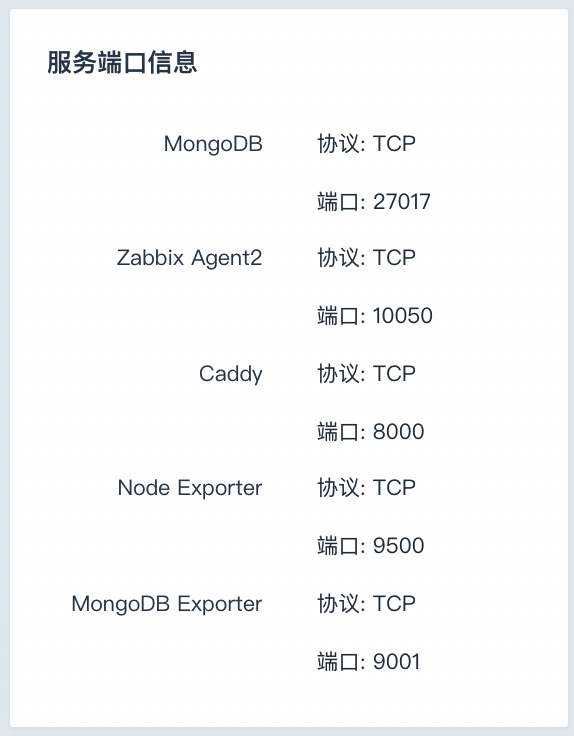 服务端口信息
MongoDB 协议: TCP
端口: 27017
Zabbix Agent2 协议: TCP
端口: 10050
Caddy 协议: TCP
端口: 8000
Node Exporter 协议: TCP
端口: 9500
MongoDB Exporter 协议: TCP
端口: 9001